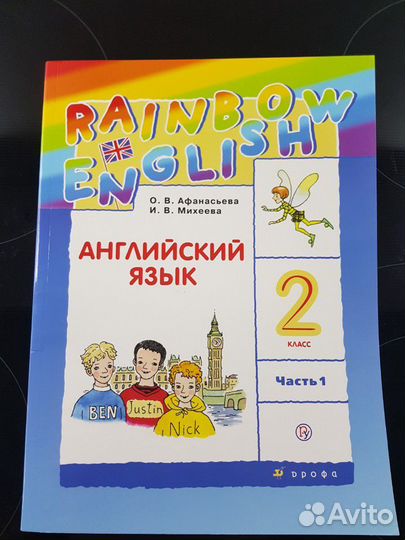 RAINBOW
ENGLISH
О. В. Афанасьева
И. В. Михеева
АНГЛИЙСКИЙ
ЯЗЫК
2
КЛАСС
BEN
Justin
Nick
Часть 1
дрофа
Avito